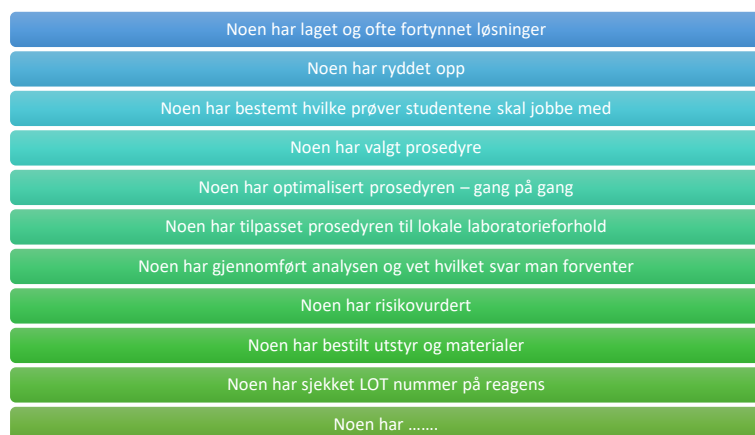 Noen har laget og ofte fortynnet løsninger
Noen har ryddet opp
Noen har bestemt hvilke prøver studentene skal jobbe med
Noen har valgt prosedyre
Noen har optimalisert prosedyren – gang på gang
Noen har tilpasset prosedyren til lokale laboratorieforhold
Noen har gjennomført analysen og vet hvilket svar man forventer
Noen har risikovurdert
Noen har bestilt utstyr og materialer
Noen har sjekket LOT nummer på reagens
Noen har .......